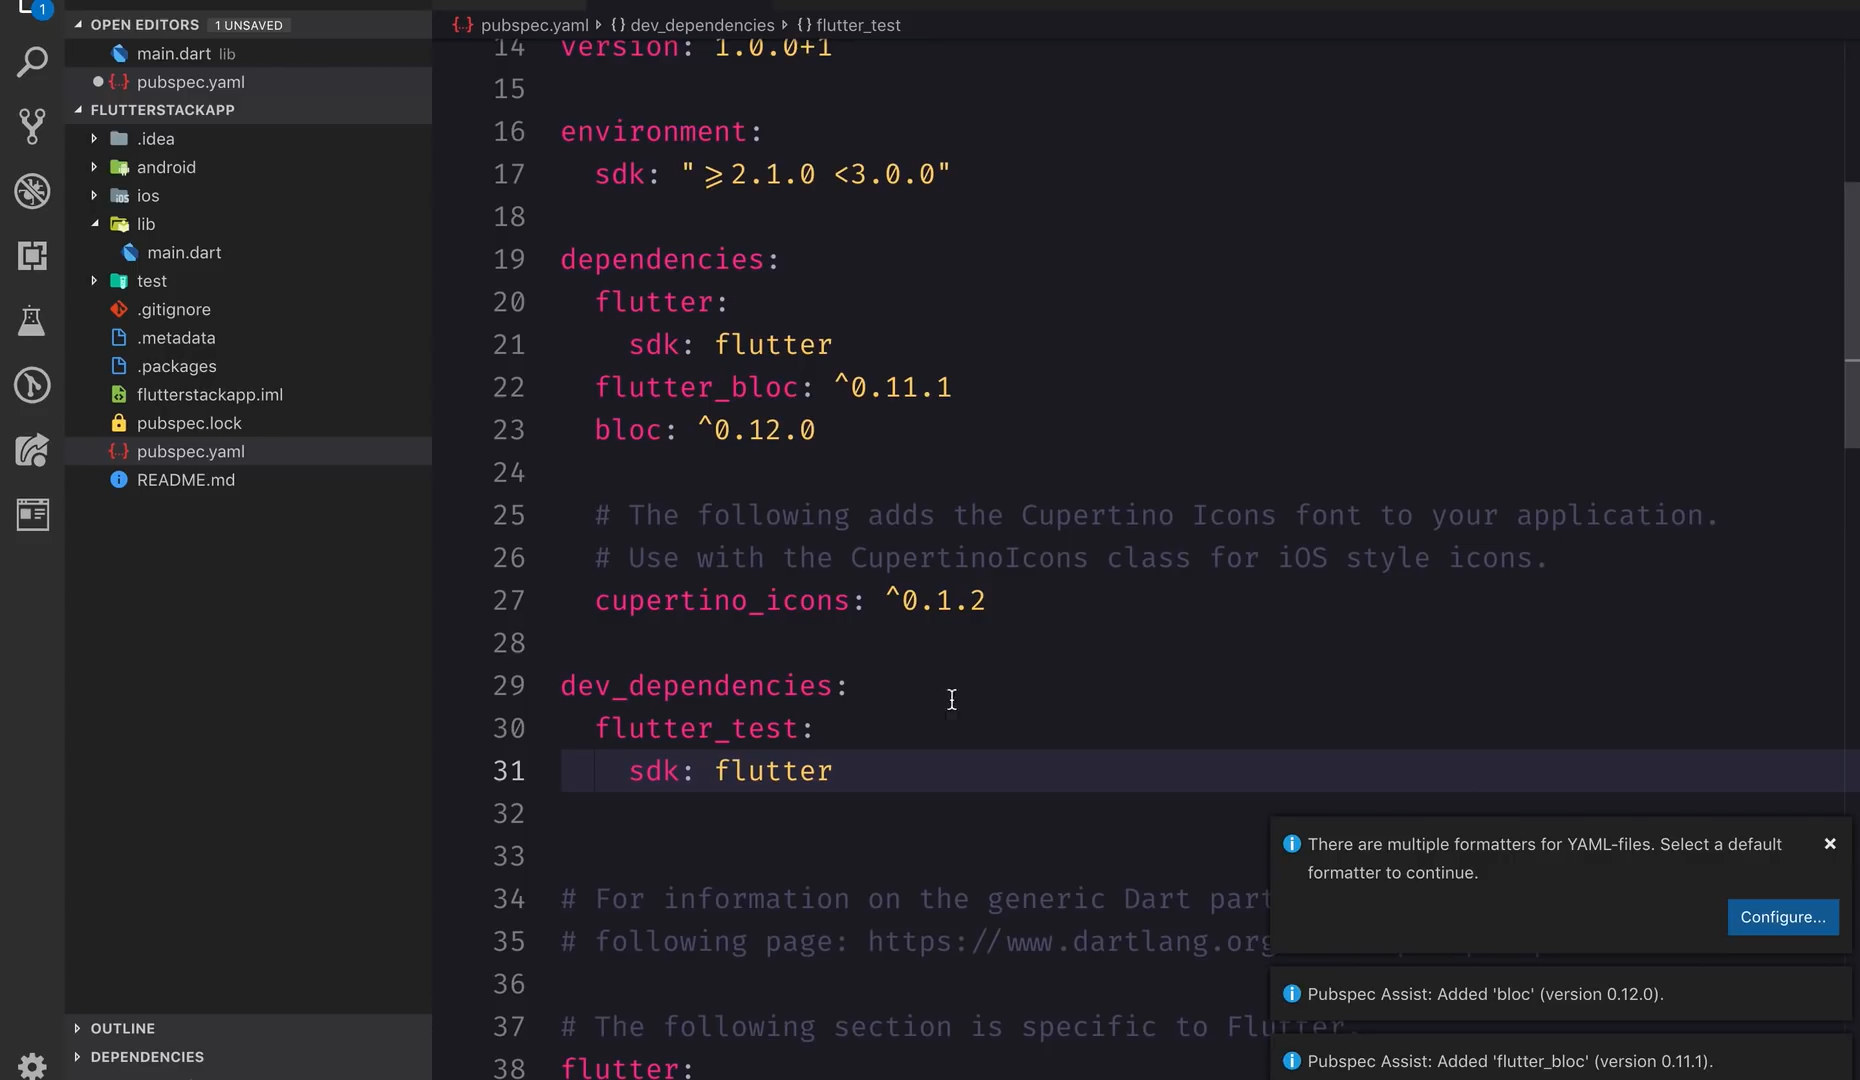 1
OPEN EDITORS 1 UNSAVED
main.dart lib
pubspec.yaml
FLUTTERSTACKAPP
.idea
android
ios
lib
main.dart
test
.gitignore
.metadata
.packages
flutterstackapp.iml
pubspec.lock
pubspec.yaml
README.md
OUTLINE
DEPENDENCIES
pubspec.yaml {} dev_dependencies {} flutter_test
14 version: 1.0.0+1
15
16 environment:
17 sdk: ">=2.1.0 <3.0.0"
18
19 dependencies:
20 flutter:
21 sdk: flutter
22 flutter_bloc: ^0.11.1
23 bloc: ^0.12.0
24
25 # The following adds the Cupertino Icons font to your application.
26 # Use with the CupertinoIcons class for iOS style icons.
27 cupertino_icons: ^0.1.2
28
29 dev_dependencies:
30 flutter_test:
31 sdk: flutter
32
33
34 # For information on the generic Dart part
35 # following page: https://www.dartlang.org
36
37 # The following section is specific to Flutter.
38 flutter:
There are multiple formatters for YAML-files. Select a default
formatter to continue.
Configure...
Pubspec Assist: Added 'bloc' (version 0.12.0).
Pubspec Assist: Added 'flutter_bloc' (version 0.11.1).